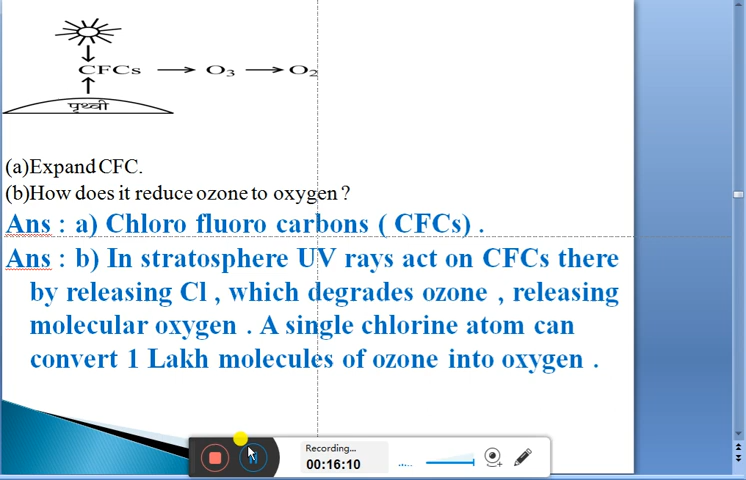 CFCs → O₃ → O₂
पृथ्वी
(a)Expand CFC.
(b)How does it reduce ozone to oxygen ?
Ans : a) Chloro fluoro carbons ( CFCs) .
Ans : b) In stratosphere UV rays act on CFCs there
by releasing Cl , which degrades ozone , releasing
molecular oxygen . A single chlorine atom can
convert 1 Lakh molecules of ozone into oxygen .
Recording...
00:16:10